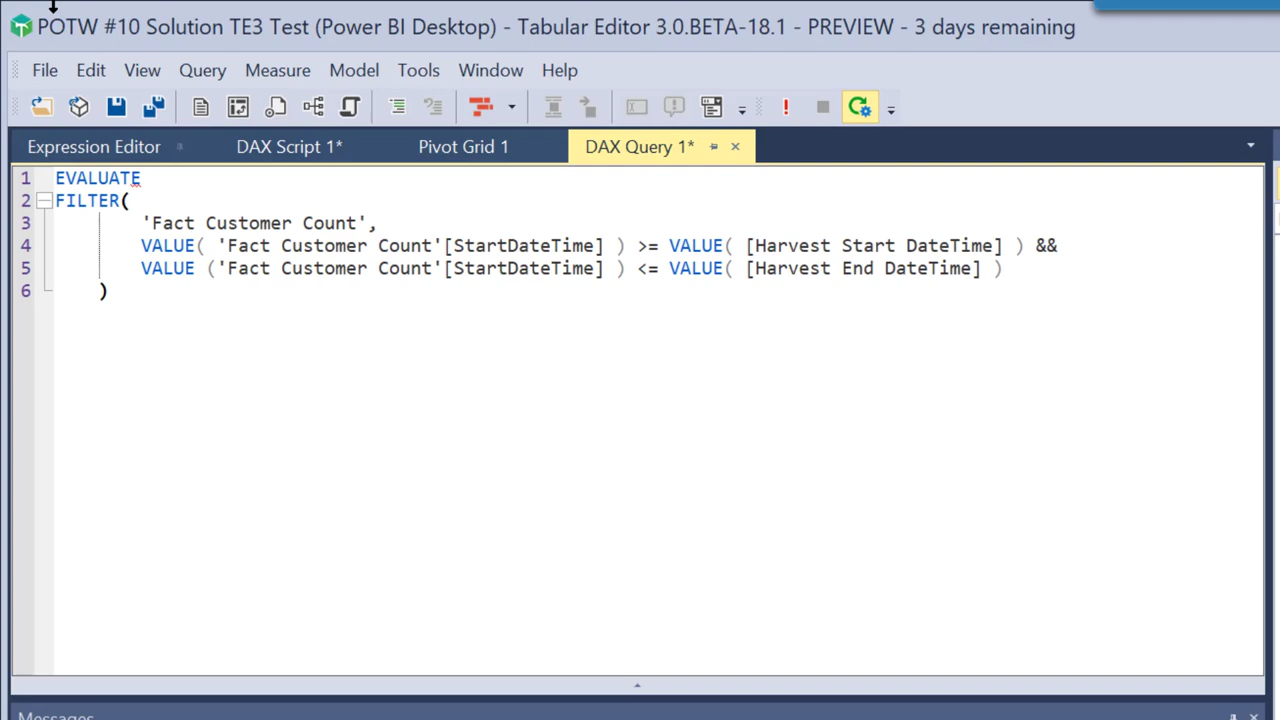 POTW #10 Solution TE3 Test (Power BI Desktop) - Tabular Editor 3.0.BETA-18.1 - PREVIEW - 3 days remaining
File Edit View Query Measure Model Tools Window Help
Expression Editor DAX Script 1* Pivot Grid 1 DAX Query 1*
1 EVALUATE
2 FILTER(
3 'Fact Customer Count',
4 VALUE( 'Fact Customer Count'[StartDateTime] ) >= VALUE( [Harvest Start DateTime] ) &&
5 VALUE ('Fact Customer Count'[StartDateTime] ) <= VALUE( [Harvest End DateTime] )
6 )
Messages